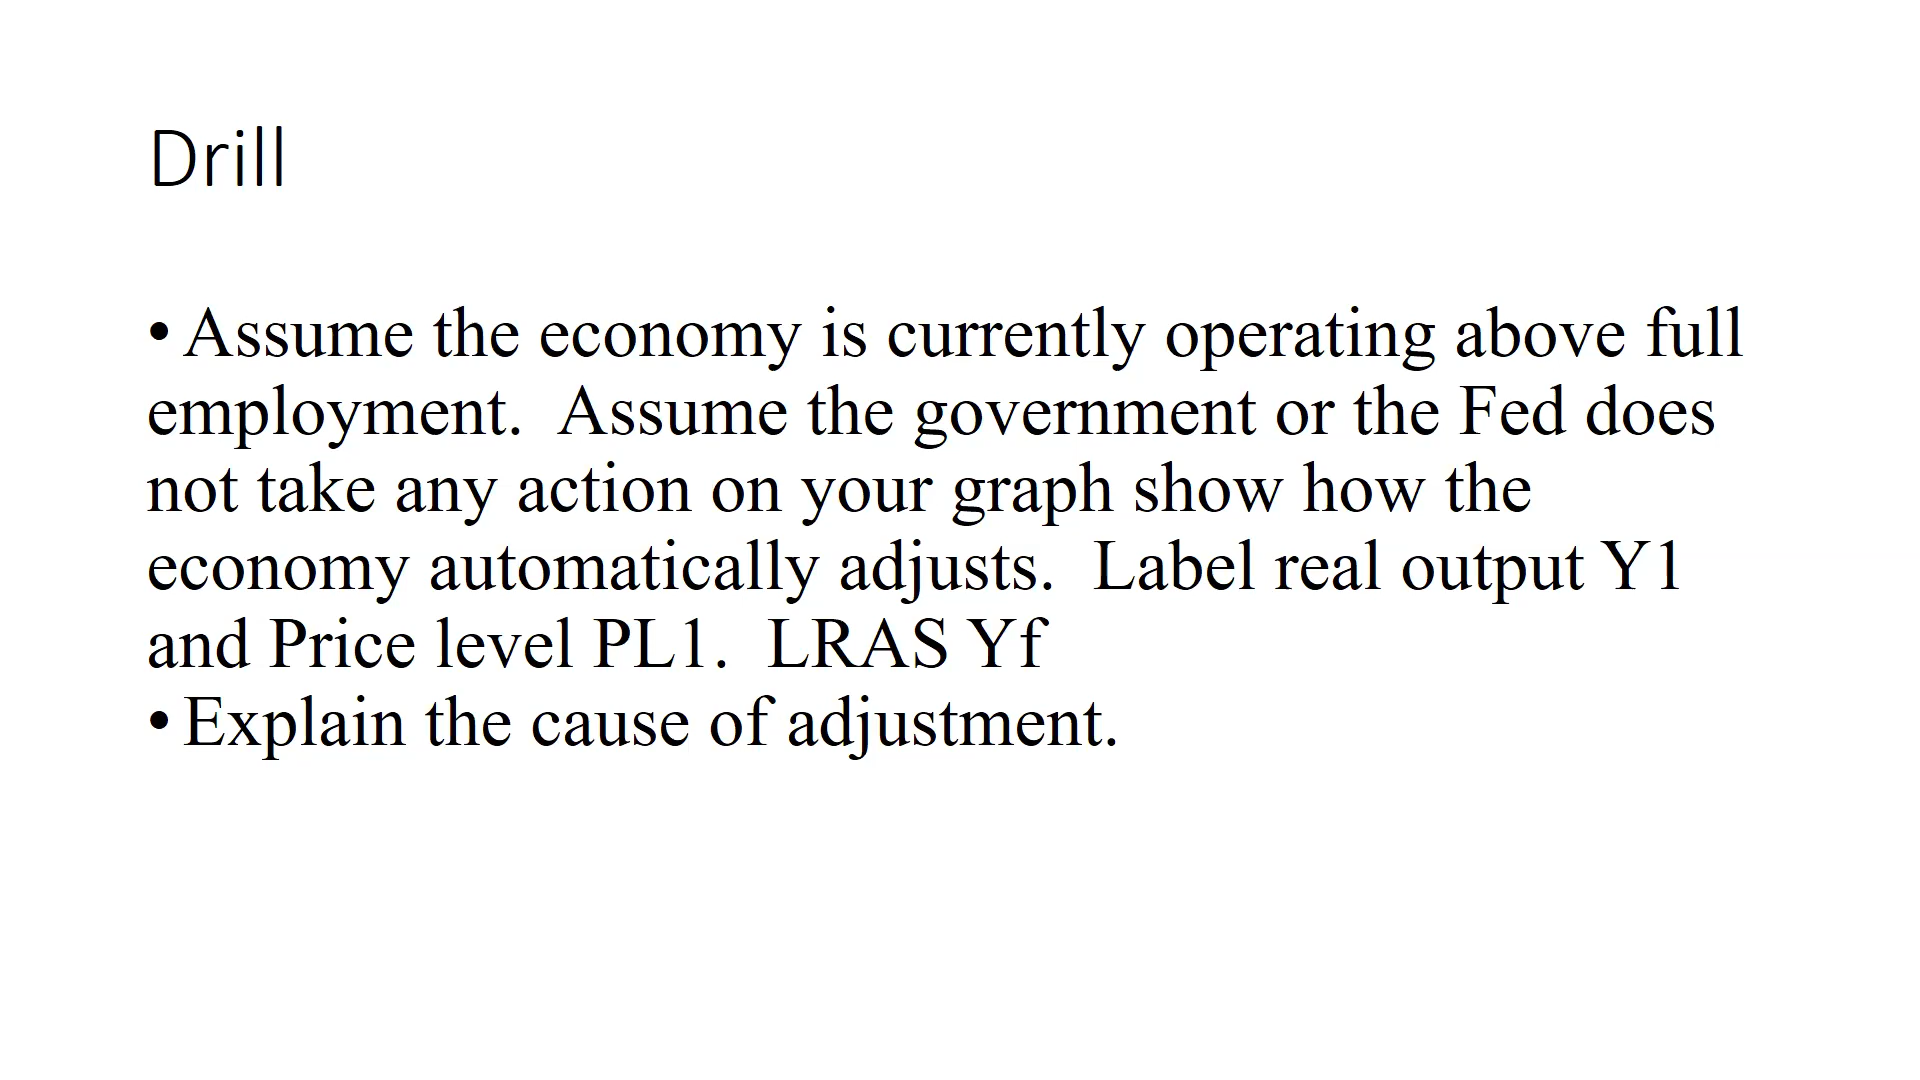 Drill
• Assume the economy is currently operating above full
employment.  Assume the government or the Fed does
not take any action on your graph show how the
economy automatically adjusts.  Label real output Y1
and Price level PL1.  LRAS Yf
• Explain the cause of adjustment.